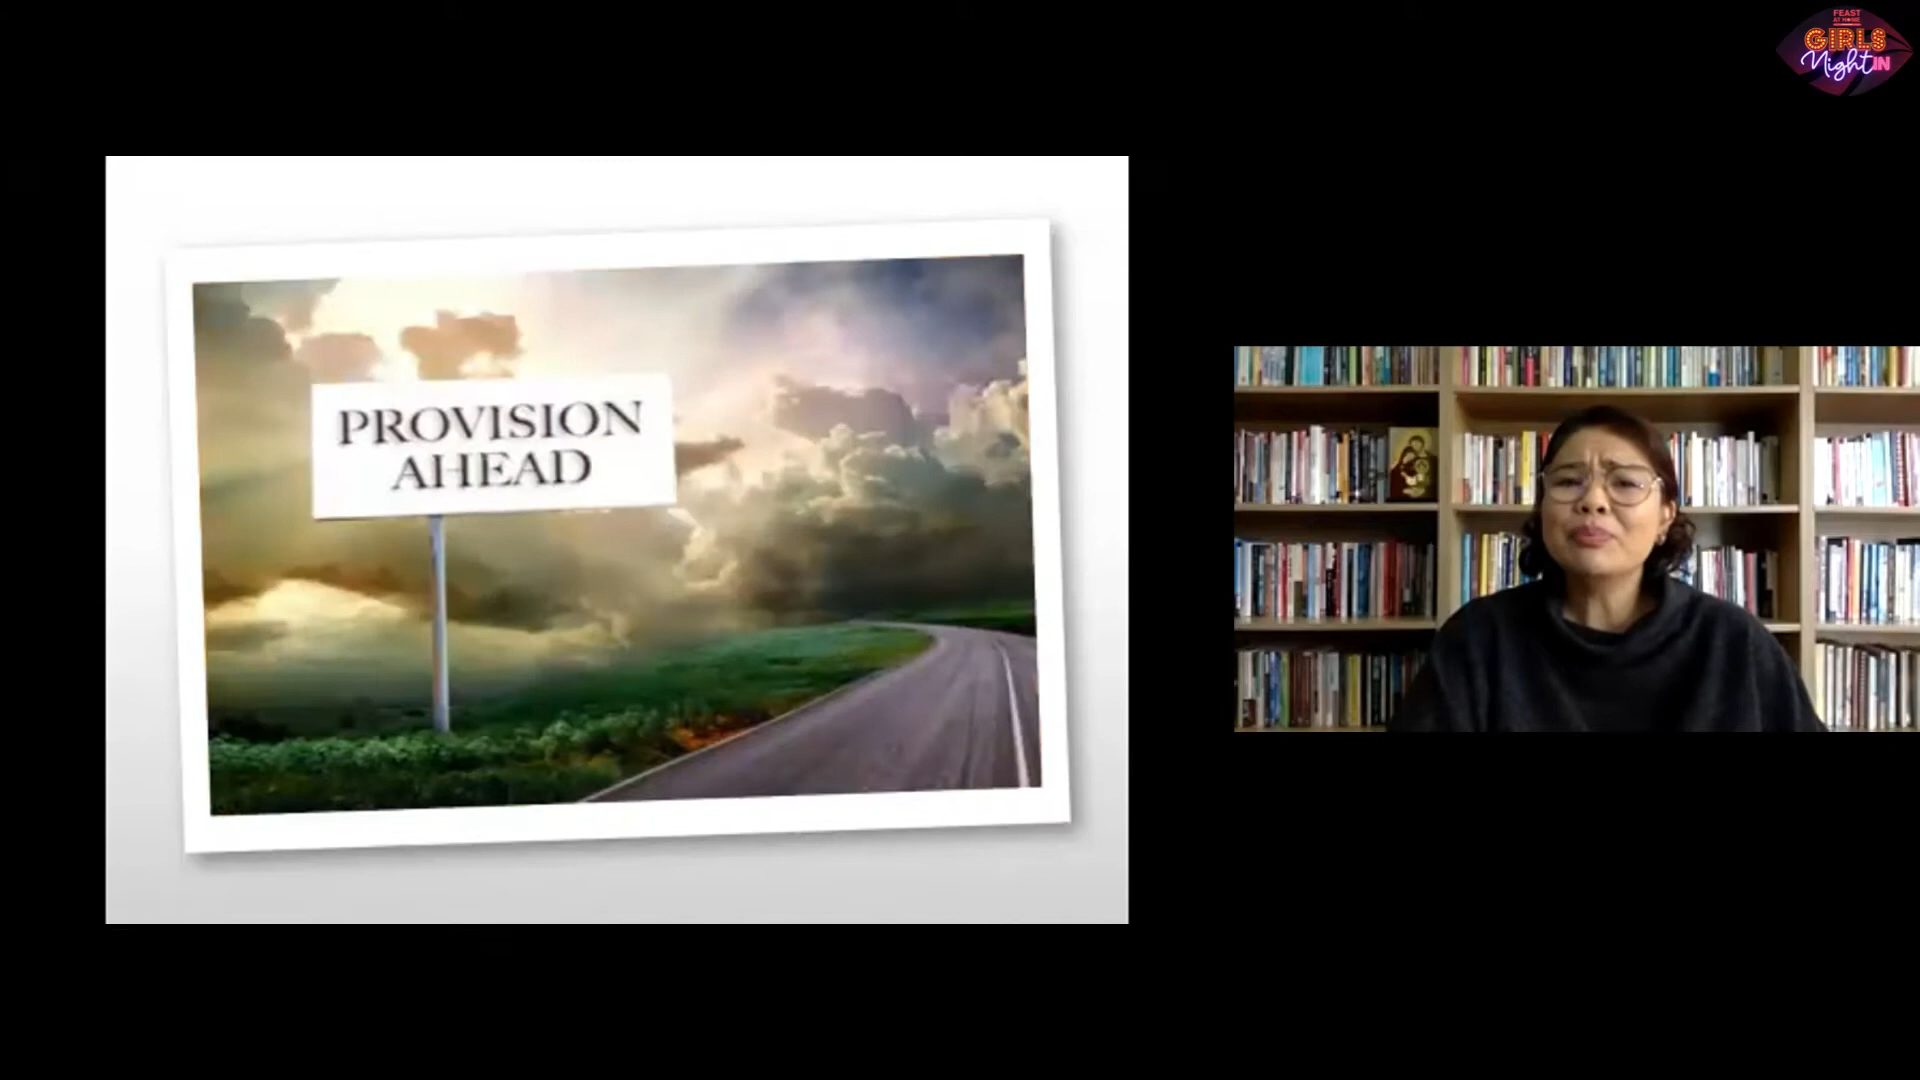 FEAST
AT HOME
GIRLS
Night IN
PROVISION
AHEAD